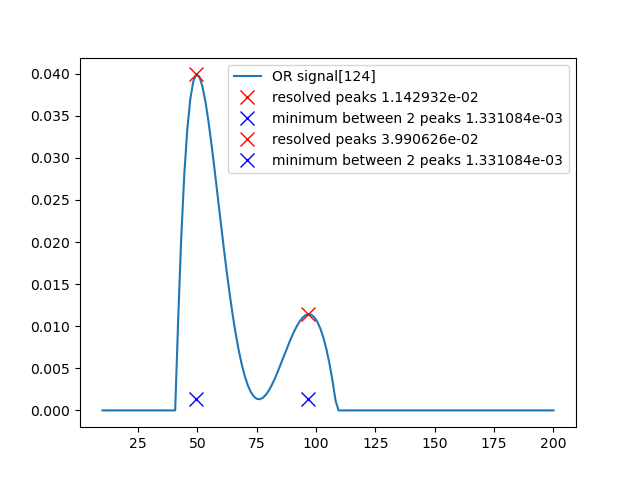 OR signal[124]
resolved peaks 1.142932e-02
minimum between 2 peaks 1.331084e-03
resolved peaks 3.990626e-02
minimum between 2 peaks 1.331084e-03
0.040
0.035
0.030
0.025
0.020
0.015
0.010
0.005
0.000
25 50 75 100 125 150 175 200